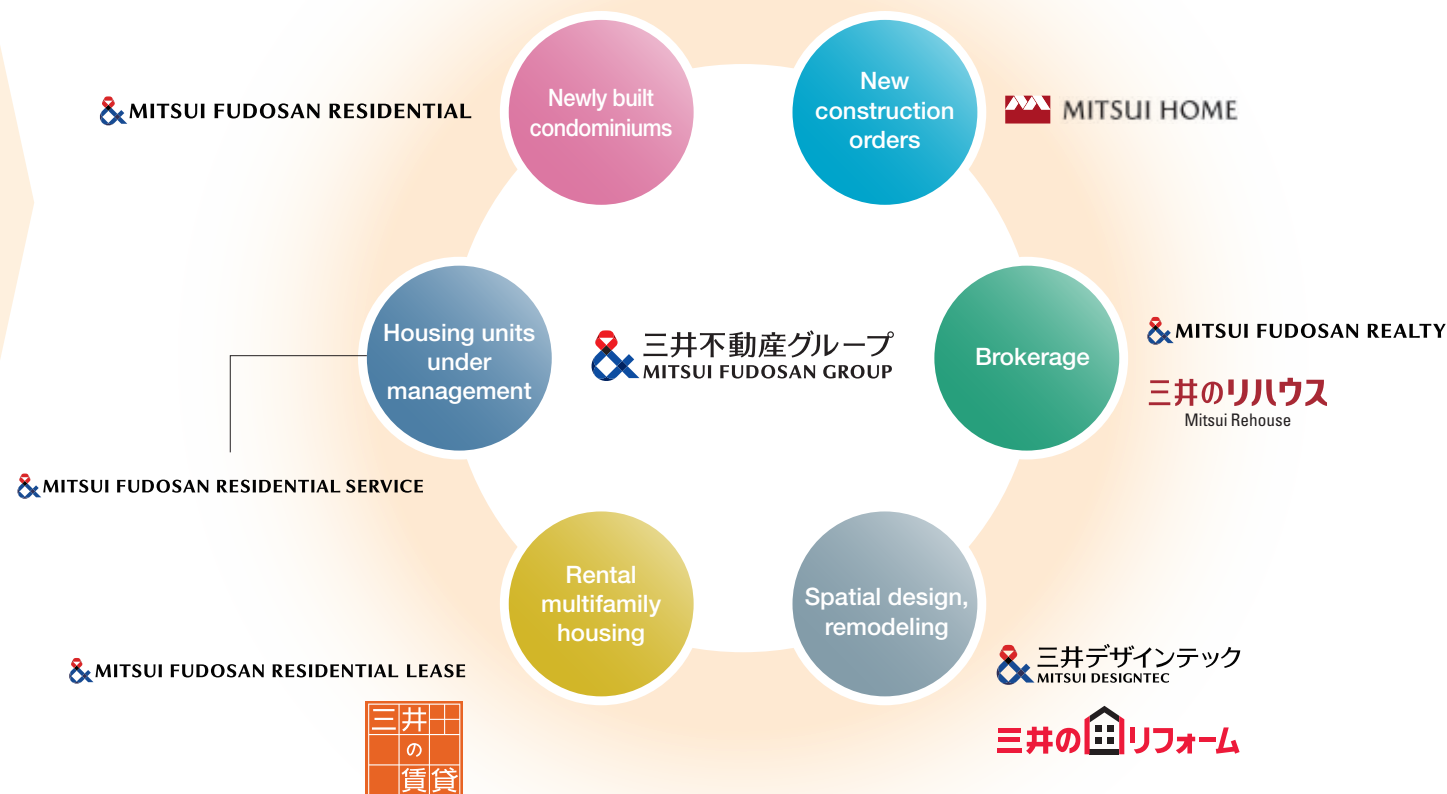 Newly built
condominiums
New
construction
orders
& MITSUI FUDOSAN RESIDENTIAL
MITSUI HOME
Housing units
under
management
三井不動産グループ
& MITSUI FUDOSAN GROUP
Brokerage
& MITSUI FUDOSAN REALTY
三井のリハウス
Mitsui Rehouse
& MITSUI FUDOSAN RESIDENTIAL SERVICE
Rental
multifamily
housing
Spatial design,
remodeling
& MITSUI FUDOSAN RESIDENTIAL LEASE
三井の賃貸
& 三井デザインテック
MITSUI DESIGNTEC
三井のリフォーム